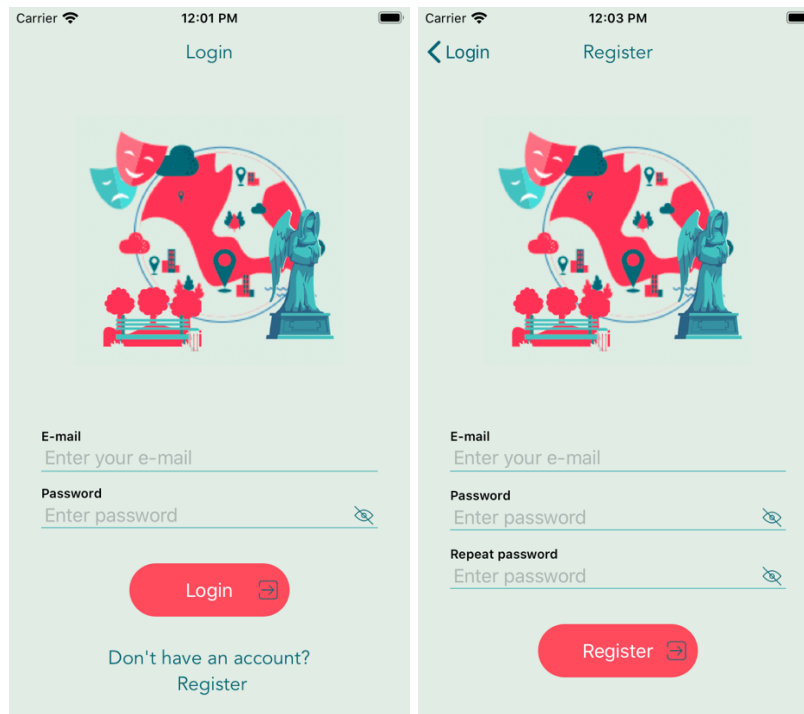 Carrier
12:01 PM
Login
E-mail
Enter your e-mail
Password
Enter password
Login
Don't have an account?
Register
Carrier
12:03 PM
Login
Register
E-mail
Enter your e-mail
Password
Enter password
Repeat password
Enter password
Register